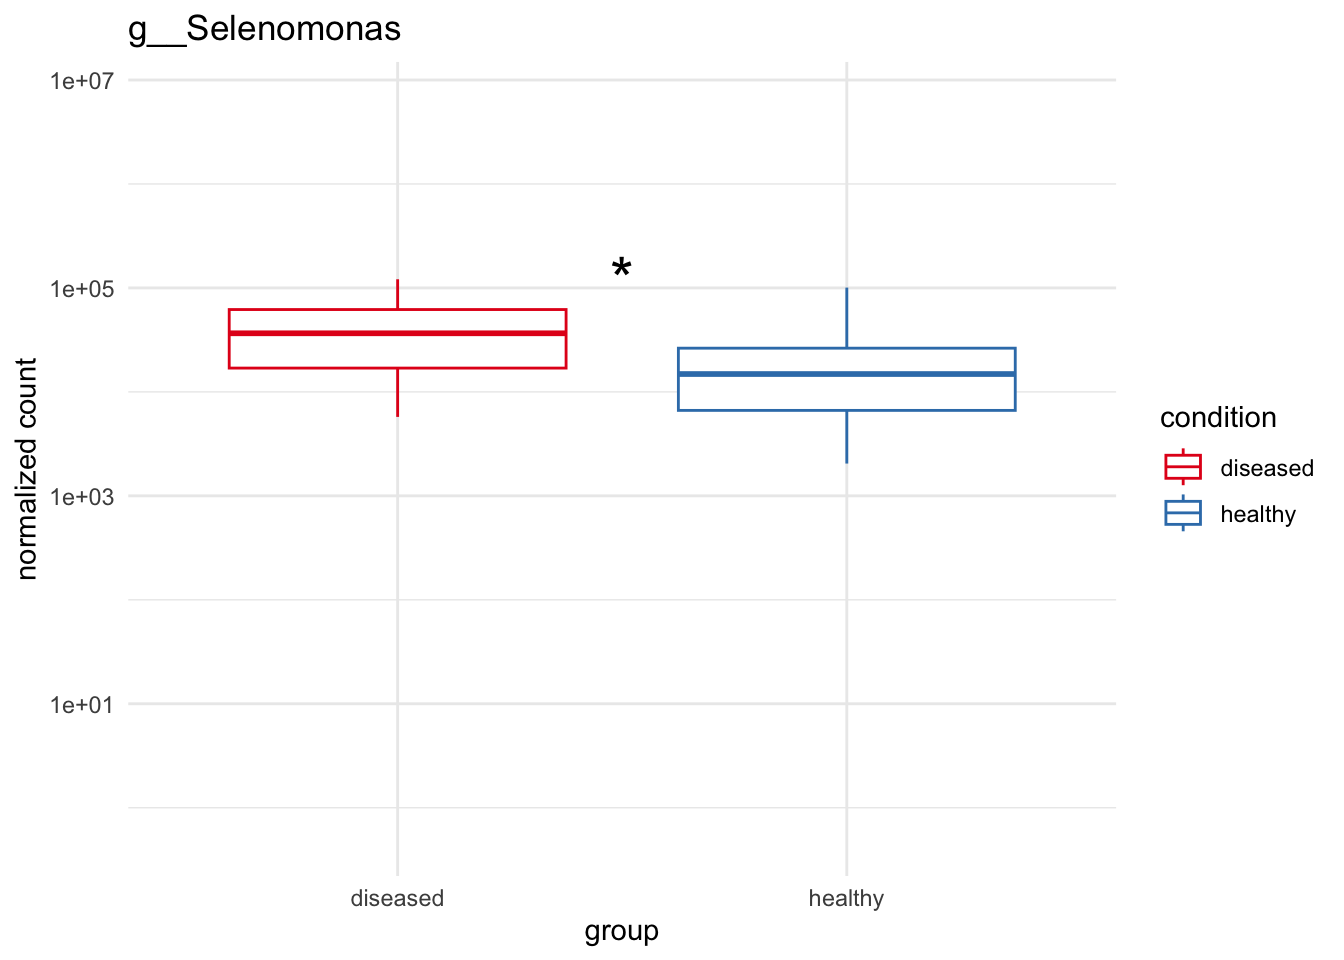 g__Selenomonas
1e+07
1e+05
1e+03
1e+01
normalized count
*
diseased
healthy
group
condition
diseased
healthy